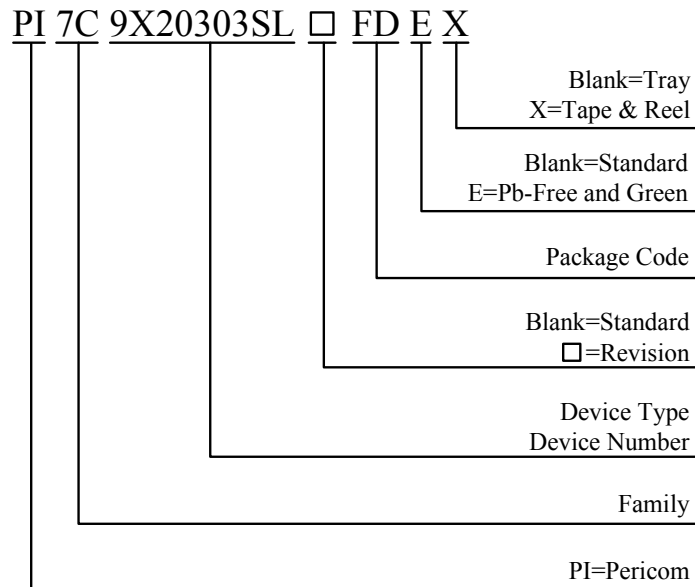 PI 7C 9X20303SL □ FD E X
Blank=Tray
X=Tape & Reel
Blank=Standard
E=Pb-Free and Green
Package Code
Blank=Standard
□=Revision
Device Type
Device Number
Family
PI=Pericom